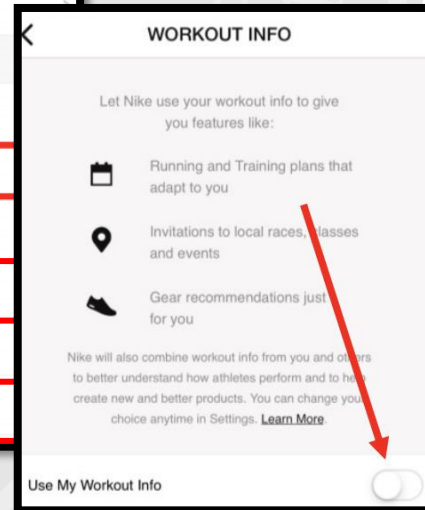 WORKOUT INFO
Let Nike use your workout info to give
you features like:
Running and Training plans that
adapt to you
Invitations to local races, classes
and events
Gear recommendations just
for you
Nike will also combine workout info from you and others
to better understand how athletes perform and to help
create new and better products. You can change your
choice anytime in Settings. Learn More.
Use My Workout Info